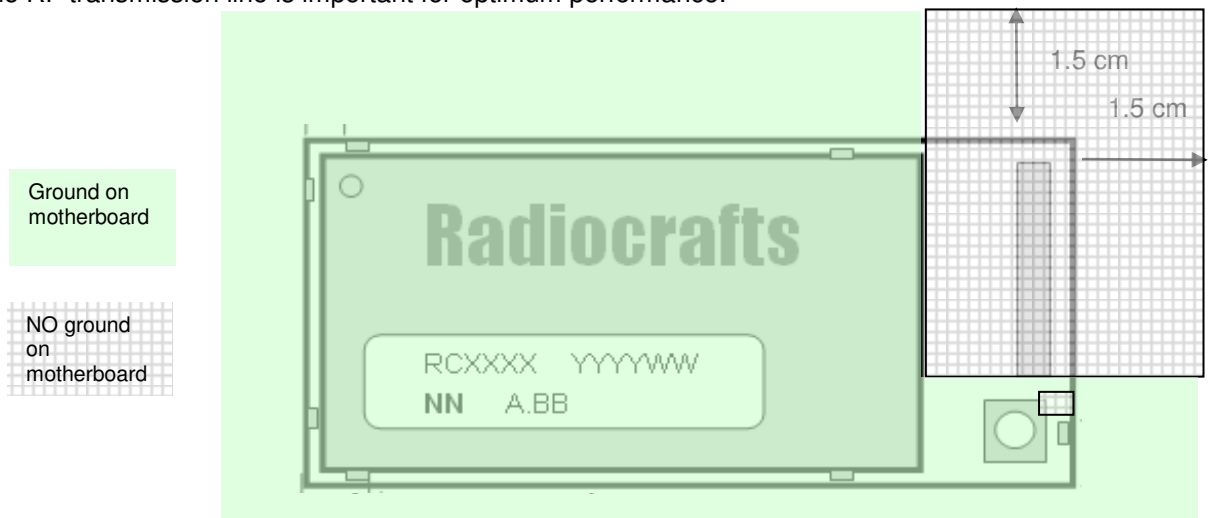 RF transmission line is important for optimum performance.
1.5 cm
1.5 cm
Ground on
motherboard
Radiocrafts
NO ground
on
motherboard
RCXXXX YYYYWW
NN A.BB